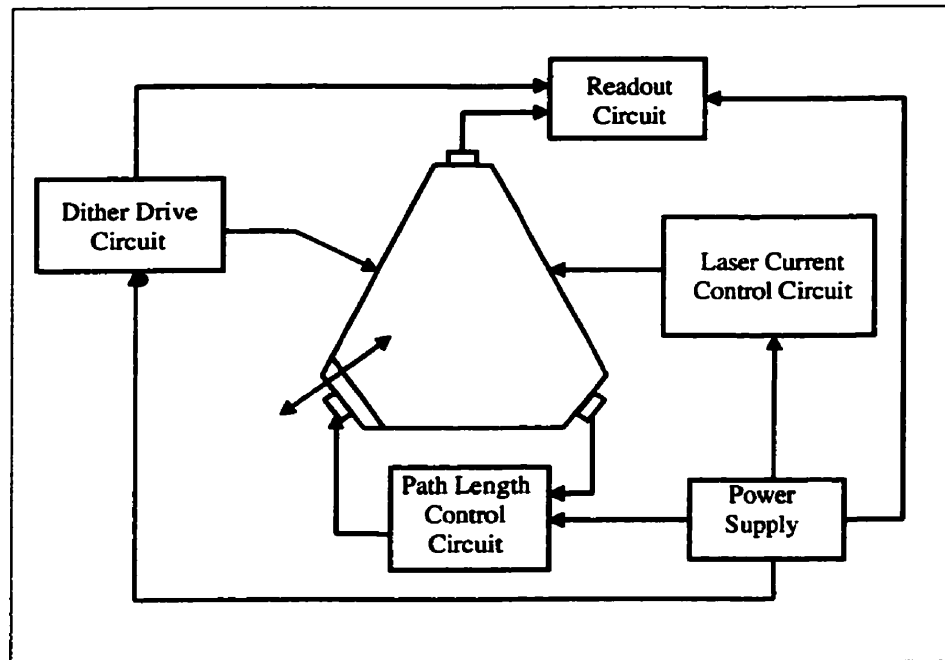 Readout
Circuit
Dither Drive
Circuit
Laser Current
Control Circuit
Path Length
Control
Circuit
Power
Supply